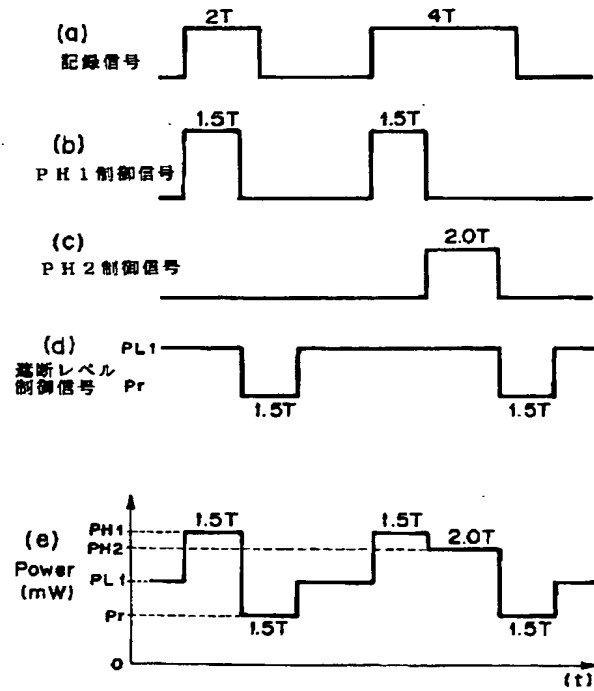 (a)
記録信号
2T
4T
(b)
PH1制御信号
1.5T
1.5T
(c)
PH2制御信号
2.0T
(d)
遮断レベル
制御信号
PL1
Pr
1.5T
1.5T
(e)
Power
(mW)
PH1
PH2
PL1
Pr
0
1.5T
1.5T
1.5T
2.0T
1.5T
(t)